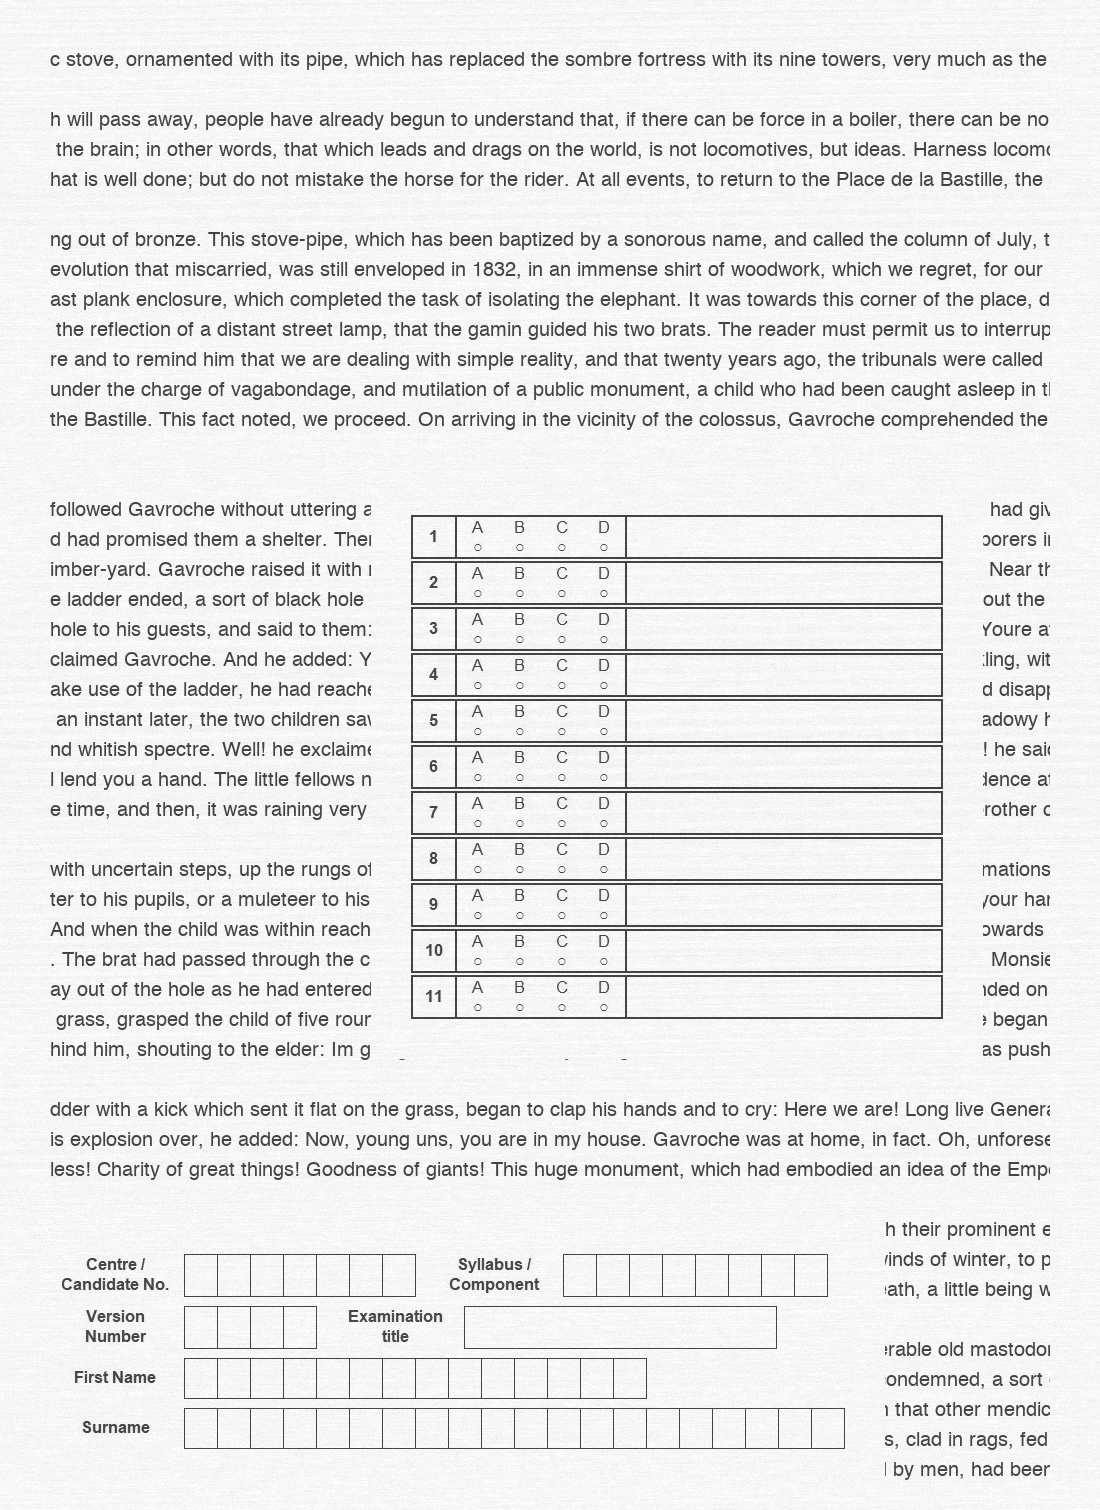 c stove, ornamented with its pipe, which has replaced the sombre fortress with its nine towers, very much as the
h will pass away, people have already begun to understand that, if there can be force in a boiler, there can be no
the brain; in other words, that which leads and drags on the world, is not locomotives, but ideas. Harness locomo
hat is well done; but do not mistake the horse for the rider. At all events, to return to the Place de la Bastille, the
ng out of bronze. This stove-pipe, which has been baptized by a sonorous name, and called the column of July, t
evolution that miscarried, was still enveloped in 1832, in an immense shirt of woodwork, which we regret, for our
ast plank enclosure, which completed the task of isolating the elephant. It was towards this corner of the place, d
the reflection of a distant street lamp, that the gamin guided his two brats. The reader must permit us to interrup
re and to remind him that we are dealing with simple reality, and that twenty years ago, the tribunals were called
under the charge of vagabondage, and mutilation of a public monument, a child who had been caught asleep in
the Bastille. This fact noted, we proceed. On arriving in the vicinity of the colossus, Gavroche comprehended the
followed Gavroche without uttering a
d had promised them a shelter. Ther
imber-yard. Gavroche raised it with
e ladder ended, a sort of black hole
hole to his guests, and said to them:
claimed Gavroche. And he added: Y
ake use of the ladder, he had reache
an instant later, the two children sav
nd whitish spectre. Well! he exclaime
l lend you a hand. The little fellows
e time, and then, it was raining very
with uncertain steps, up the rungs of
ter to his pupils, or a muleteer to his
And when the child was within reach
. The brat had passed through the c
ay out of the hole as he had entered
grass, grasped the child of five roun
hind him, shouting to the elder: Im g
1 A B C D
2 A B C D
3 A B C D
4 A B C D
5 A B C D
6 A B C D
7 A B C D
8 A B C D
9 A B C D
10 A B C D
11 A B C D
had giv
borers in
Near th
out the
Youre a
ling, wit
d disapp
adowy h
! he said
dence at
rother o
mations
your han
owards
Monsie
nded on
began
as push
dder with a kick which sent it flat on the grass, began to clap his hands and to cry: Here we are! Long live Genera
is explosion over, he added: Now, young uns, you are in my house. Gavroche was at home, in fact. Oh, unforese
less! Charity of great things! Goodness of giants! This huge monument, which had embodied an idea of the Empe
h their prominent e
winds of winter, to p
eath, a little being w
erable old mastodon
ondemned, a sort
that other mendic
s, clad in rags, fed
by men, had been
Centre /
Candidate No.
Syllabus /
Component
Version
Number
Examination
title
First Name
Surname